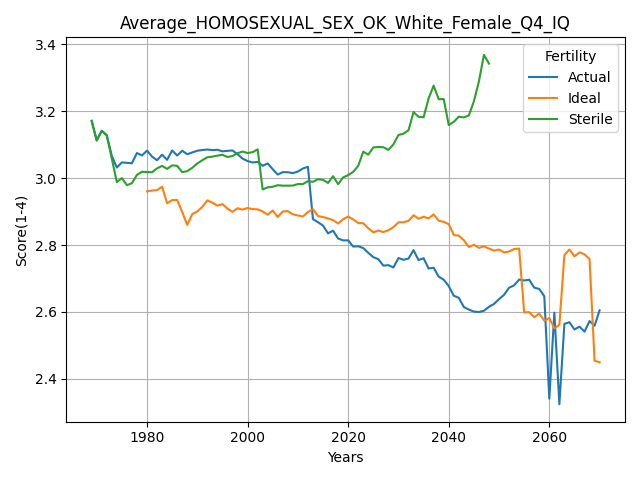 Average_HOMOSEXUAL_SEX_OK_White_Female_Q4_IQ
Score(1-4)
3.4
3.2
3.0
2.8
2.6
2.4
Fertility
Actual
Ideal
Sterile
1980
2000
2020
2040
2060
Years